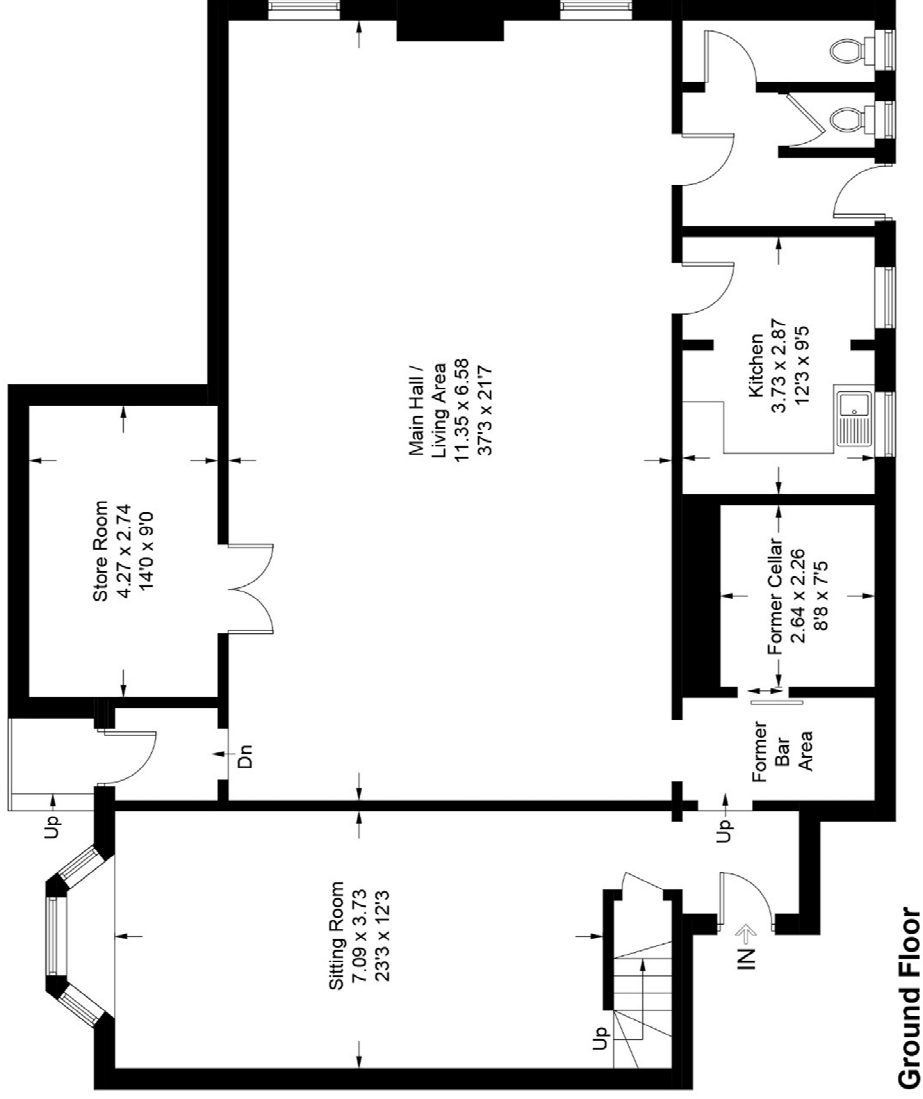 Store Room
4.27 x 2.74
14'0 x 9'0
Main Hall /
Living Area
11.35 x 6.58
37'3 x 21'7
Kitchen
3.73 x 2.87
12'3 x 9'5
Former Cellar
2.64 x 2.26
8'8 x 7'5
Former
Bar
Area
Dn
Up
Up
Sitting Room
7.09 x 3.73
23'3 x 12'3
Up
IN
Ground Floor